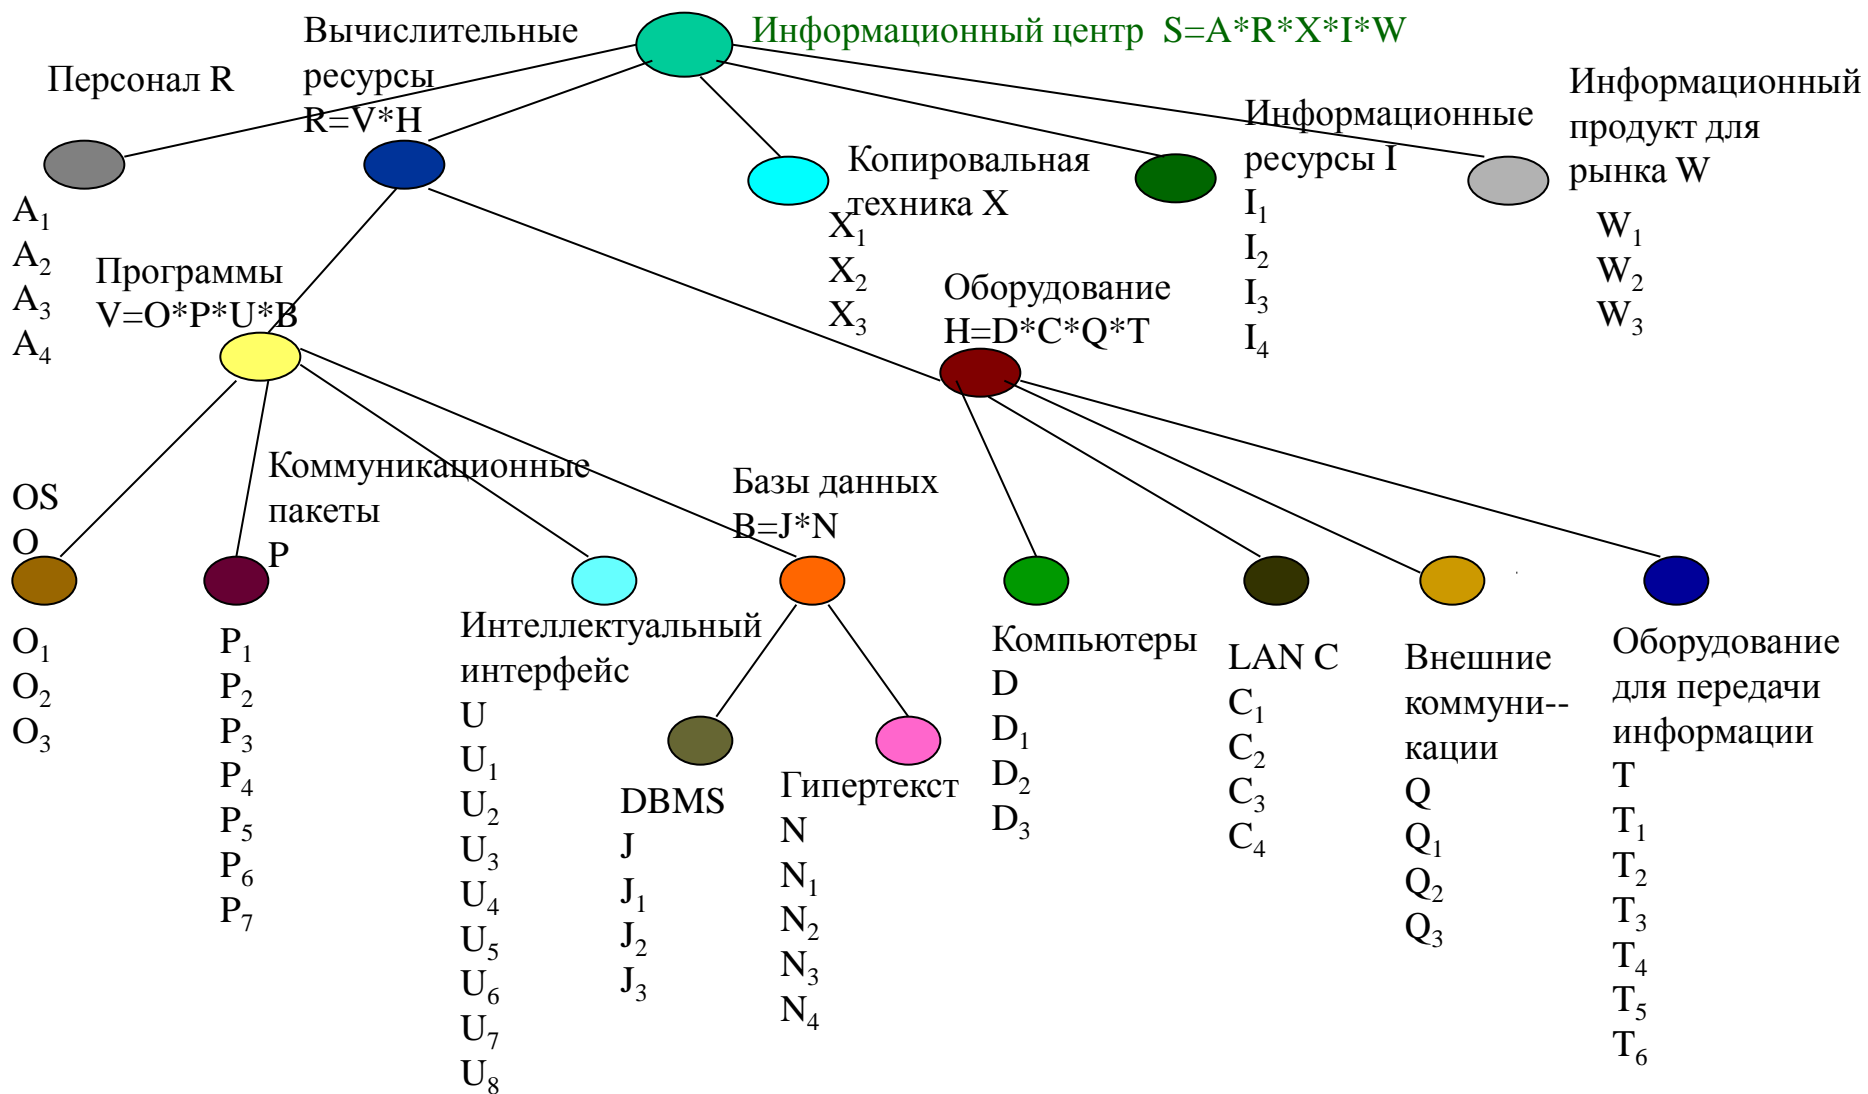 Информационный центр S=A*R*X*I*W
Персонал R
A1
A2
A3
A4
Вычислительные
ресурсы
R=V*H
Копировальная
техника X
X1
X2
X3
Информационные
ресурсы I
I1
I2
I3
I4
Информационный
продукт для
рынка W
W1
W2
W3
Программы
V=O*P*U*B
Оборудование
H=D*C*Q*T
OS
O
O1
O2
O3
Коммуникационные
пакеты
P
P1
P2
P3
P4
P5
P6
P7
Интеллектуальный
интерфейс
U
U1
U2
U3
U4
U5
U6
U7
U8
Базы данных
B=J*N
DBMS
J
J1
J2
J3
Гипертекст
N
N1
N2
N3
N4
Компьютеры
D
D1
D2
D3
LAN C
C1
C2
C3
C4
Внешние
коммуни--
кации
Q
Q1
Q2
Q3
Оборудование
для передачи
информации
T
T1
T2
T3
T4
T5
T6